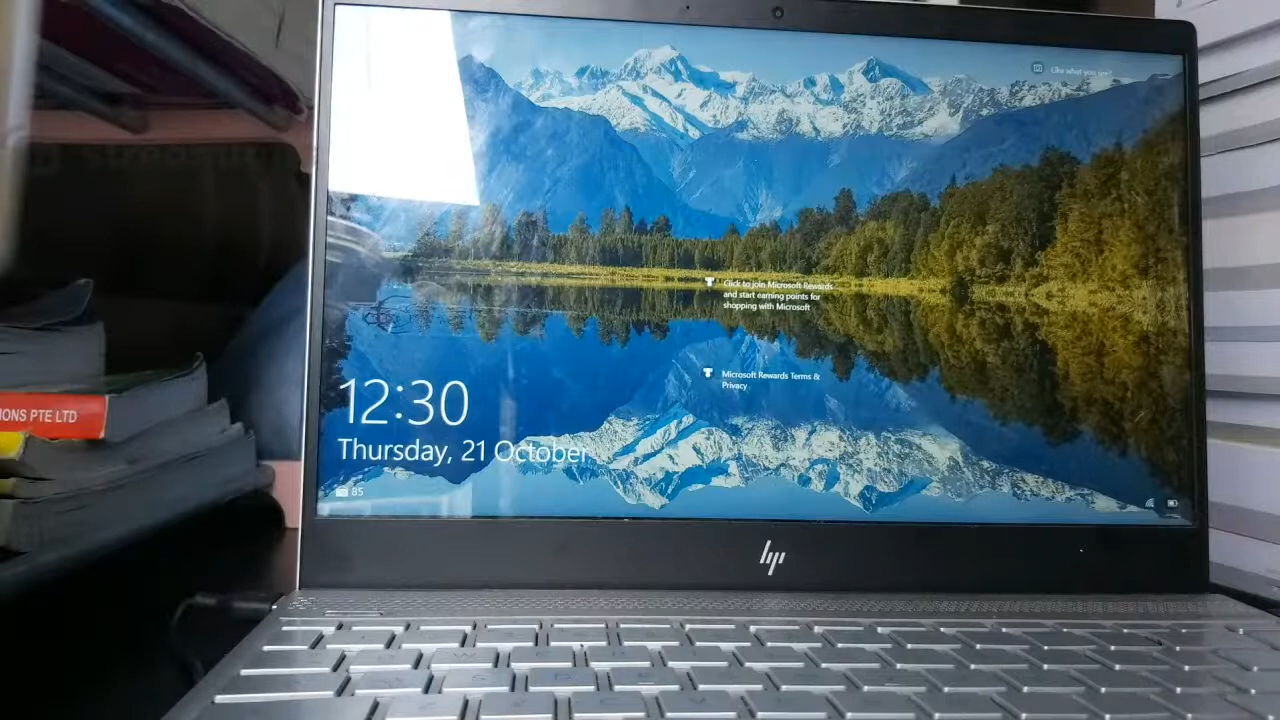 Like what you see?
Click to join Microsoft Rewards
and start earning points for
shopping with Microsoft
Microsoft Rewards Terms &
Privacy
12:30
Thursday, 21 October
85
IONS PTE LTD
hp